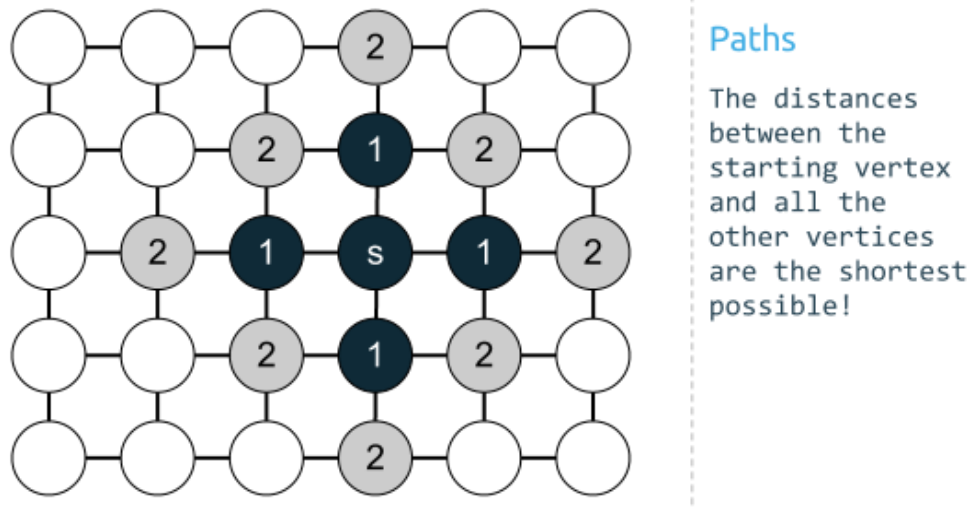 2
2 1 2
2 1 s 1 2
2 1 2
2
Paths
The distances
between the
starting vertex
and all the
other vertices
are the shortest
possible!